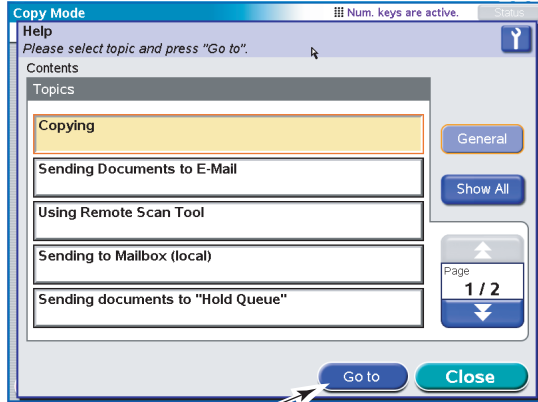 Copy Mode
Num. keys are active.
Status
Help
Please select topic and press "Go to".
Contents
Topics
Copying
General
Sending Documents to E-Mail
Show All
Using Remote Scan Tool
Sending to Mailbox (local)
Page
1 / 2
Sending documents to "Hold Queue"
Go to
Close